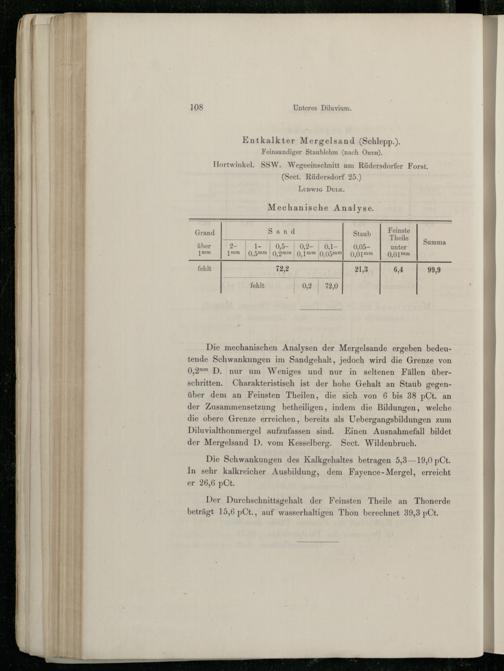 108 Unteres Diluvium.
Entkalkter Mergelsand (Schlepp.).
Feinsandiger Staublehm (nach Orth).
Hortwinkel. SSW. Wegeeinschnitt am Rüdersdorfer Forst.
(Sect. Rüdersdorf 25.)
Ludwig Dulk.
Mechanische Analyse.
Grand Sand Staub Feinste Theile Summa
über 1mm 2–1mm 1–0,5mm 0,5–0,2mm 0,2–0,1mm 0,1–0,05mm 0,05–0,01mm unter 0,01mm
fehlt 72,2 21,3 6,4 99,9
fehlt 0,2 72,0
Die mechanischen Analysen der Mergelsande ergeben bedeu-
tende Schwankungen im Sandgehalt, jedoch wird die Grenze von
0,2mm D. nur um Weniges und nur in seltenen Fällen über-
schritten. Charakteristisch ist der hohe Gehalt an Staub gegen-
über dem an Feinsten Theilen, die sich von 6 bis 38 pCt. an
der Zusammensetzung betheiligen, indem die Bildungen, welche
die obere Grenze erreichen, bereits als Uebergangsbildungen zum
Diluvialthonmergel aufzufassen sind. Einen Ausnahmefall bildet
der Mergelsand D. vom Kesselberg. Sect. Wildenbruch.
Die Schwankungen des Kalkgehaltes betragen 5,3—19,0 pCt.
In sehr kalkreicher Ausbildung, dem Fayence-Mergel, erreicht
er 26,6 pCt.
Der Durchschnittsgehalt der Feinsten Theile an Thonerde
beträgt 15,6 pCt., auf wasserhaltigen Thon berechnet 39,3 pCt.